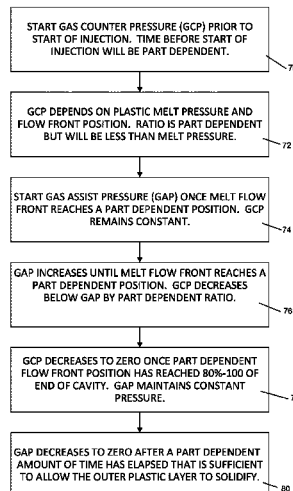 START GAS COUNTER PRESSURE (GCP) PRIOR TO
START OF INJECTION. TIME BEFORE START OF
INJECTION WILL BE PART DEPENDENT.
GCP DEPENDS ON PLASTIC MELT PRESSURE AND
FLOW FRONT POSITION. RATIO IS PART DEPENDENT
BUT WILL BE LESS THAN MELT PRESSURE.
72
START GAS ASSIST PRESSURE (GAP) ONCE MELT FLOW
FRONT REACHES A PART DEPENDENT POSITION. GCP
REMAINS CONSTANT.
74
GAP INCREASES UNTIL MELT FLOW FRONT REACHES A
PART DEPENDENT POSITION. GCP DECREASES
BELOW GAP BY PART DEPENDENT RATIO.
76
GCP DECREASES TO ZERO ONCE PART DEPENDENT
FLOW FRONT POSITION HAS REACHED 80%-100 OF
END OF CAVITY. GAP MAINTAINS CONSTANT
PRESSURE.
GAP DECREASES TO ZERO AFTER A PART DEPENDENT
AMOUNT OF TIME HAS ELAPSED THAT IS SUFFICIENT
TO ALLOW THE OUTER PLASTIC LAYER TO SOLIDIFY.
80